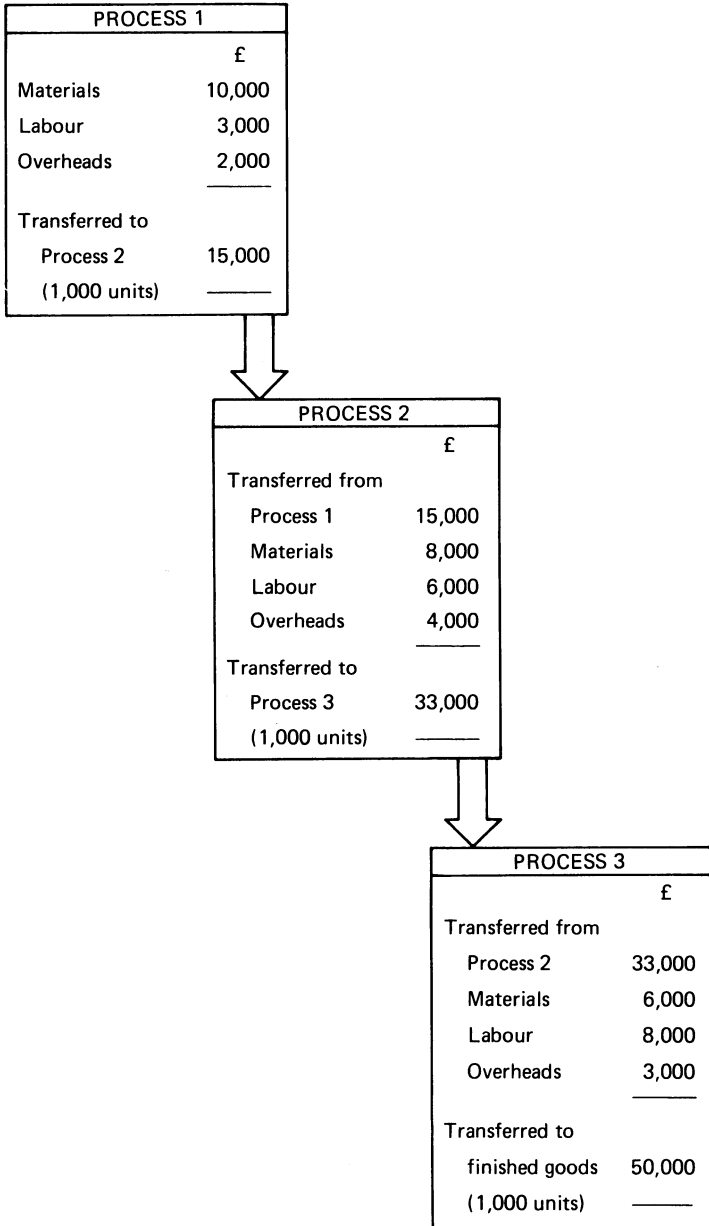 PROCESS 1
£
Materials 10,000
Labour 3,000
Overheads 2,000
Transferred to
Process 2 15,000
(1,000 units)
PROCESS 2
£
Transferred from
Process 1 15,000
Materials 8,000
Labour 6,000
Overheads 4,000
Transferred to
Process 3 33,000
(1,000 units)
PROCESS 3
£
Transferred from
Process 2 33,000
Materials 6,000
Labour 8,000
Overheads 3,000
Transferred to
finished goods 50,000
(1,000 units)